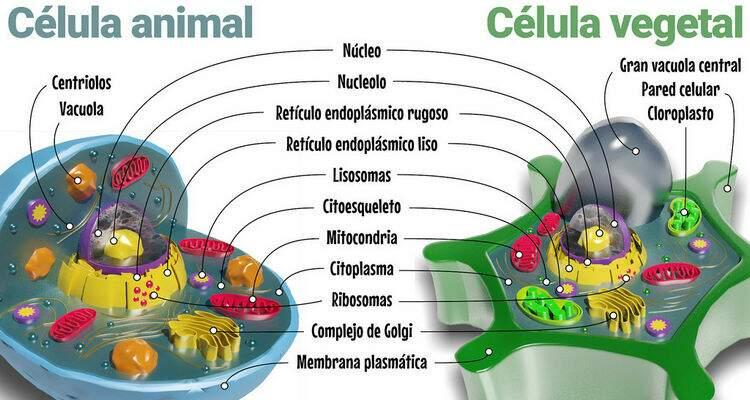 Célula animal
Célula vegetal
Centriolos
Vacuola
Núcleo
Nucleolo
Retículo endoplásmico rugoso
Retículo endoplásmico liso
Lisosomas
Citoesqueleto
Mitocondria
Citoplasma
Ribosomas
Complejo de Golgi
Membrana plasmática
Gran vacuola central
Pared celular
Cloroplasto